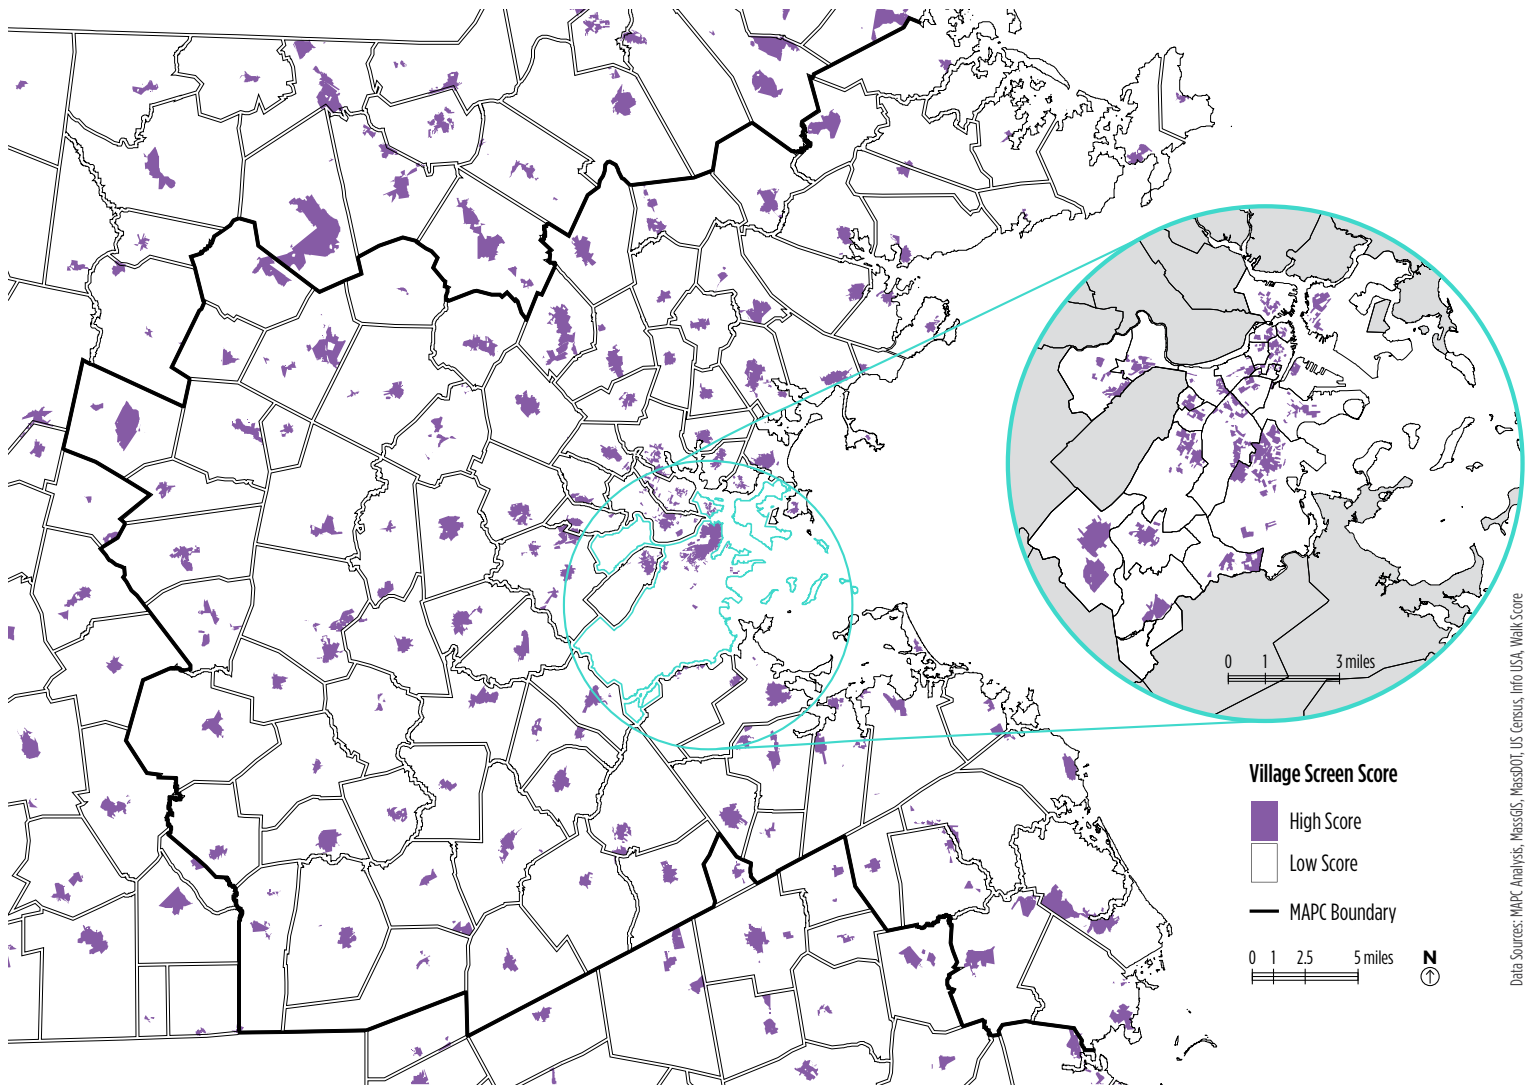 0 1 3 miles
Village Screen Score
High Score
Low Score
MAPC Boundary
0 1 2.5 5 miles
N
Data Sources: MAPC Analysis, MassGIS, MassDOT, US Census, Info USA, Walk Score